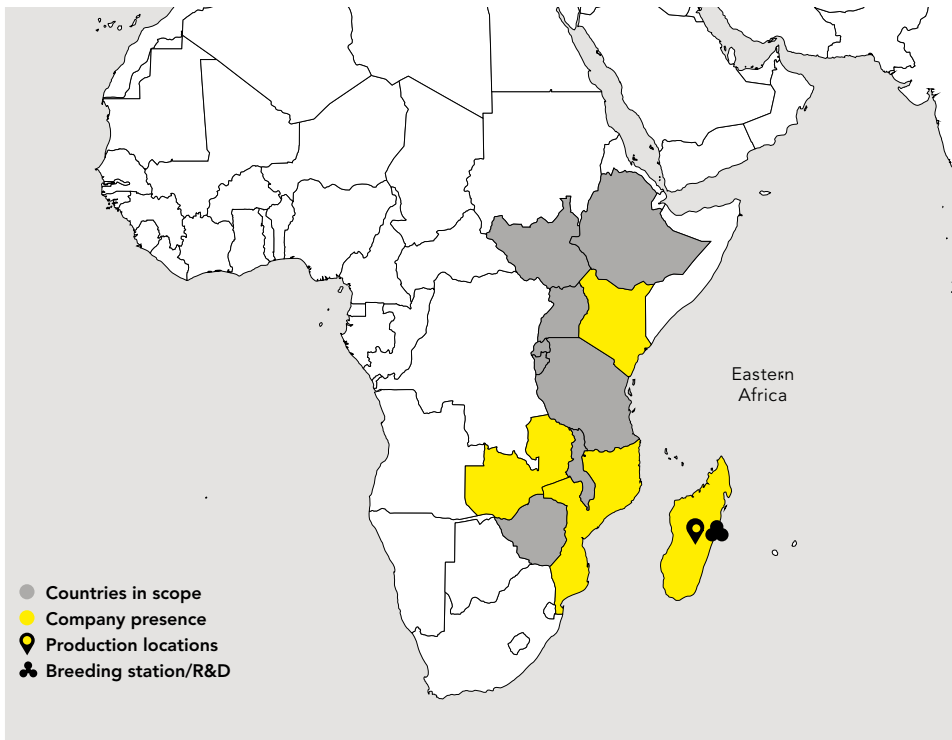 Eastern
Africa
Countries in scope
Company presence
Production locations
Breeding station/R&D